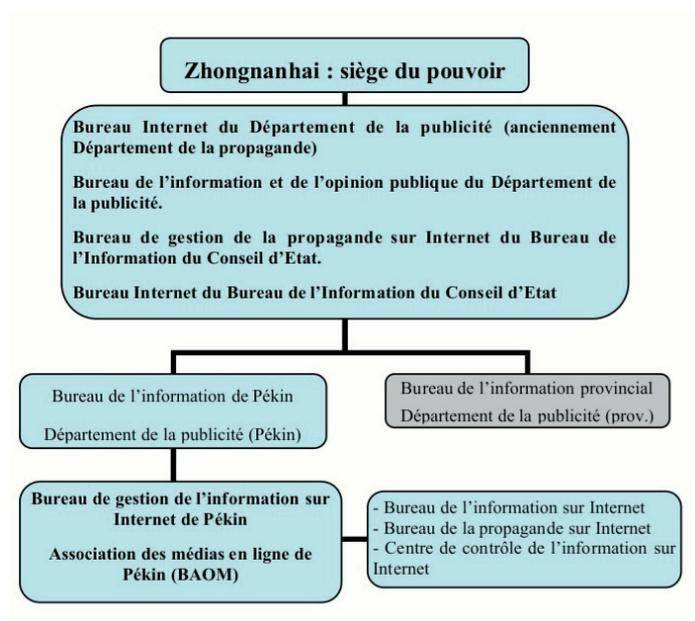 Zhongnanhai : siège du pouvoir
Bureau Internet du Département de la publicité (anciennement
Département de la propagande)
Bureau de l'information et de l'opinion publique du Département de
la publicité.
Bureau de gestion de la propagande sur Internet du Bureau de
l'Information du Conseil d'Etat.
Bureau Internet du Bureau de l'Information du Conseil d'Etat
Bureau de l'information de Pékin
Département de la publicité (Pékin)
Bureau de l'information provincial
Département de la publicité (prov.)
Bureau de gestion de l'information sur
Internet de Pékin
Association des médias en ligne de
Pékin (BAOM)
- Bureau de l'information sur Internet
- Bureau de la propagande sur Internet
- Centre de contrôle de l'information sur
Internet